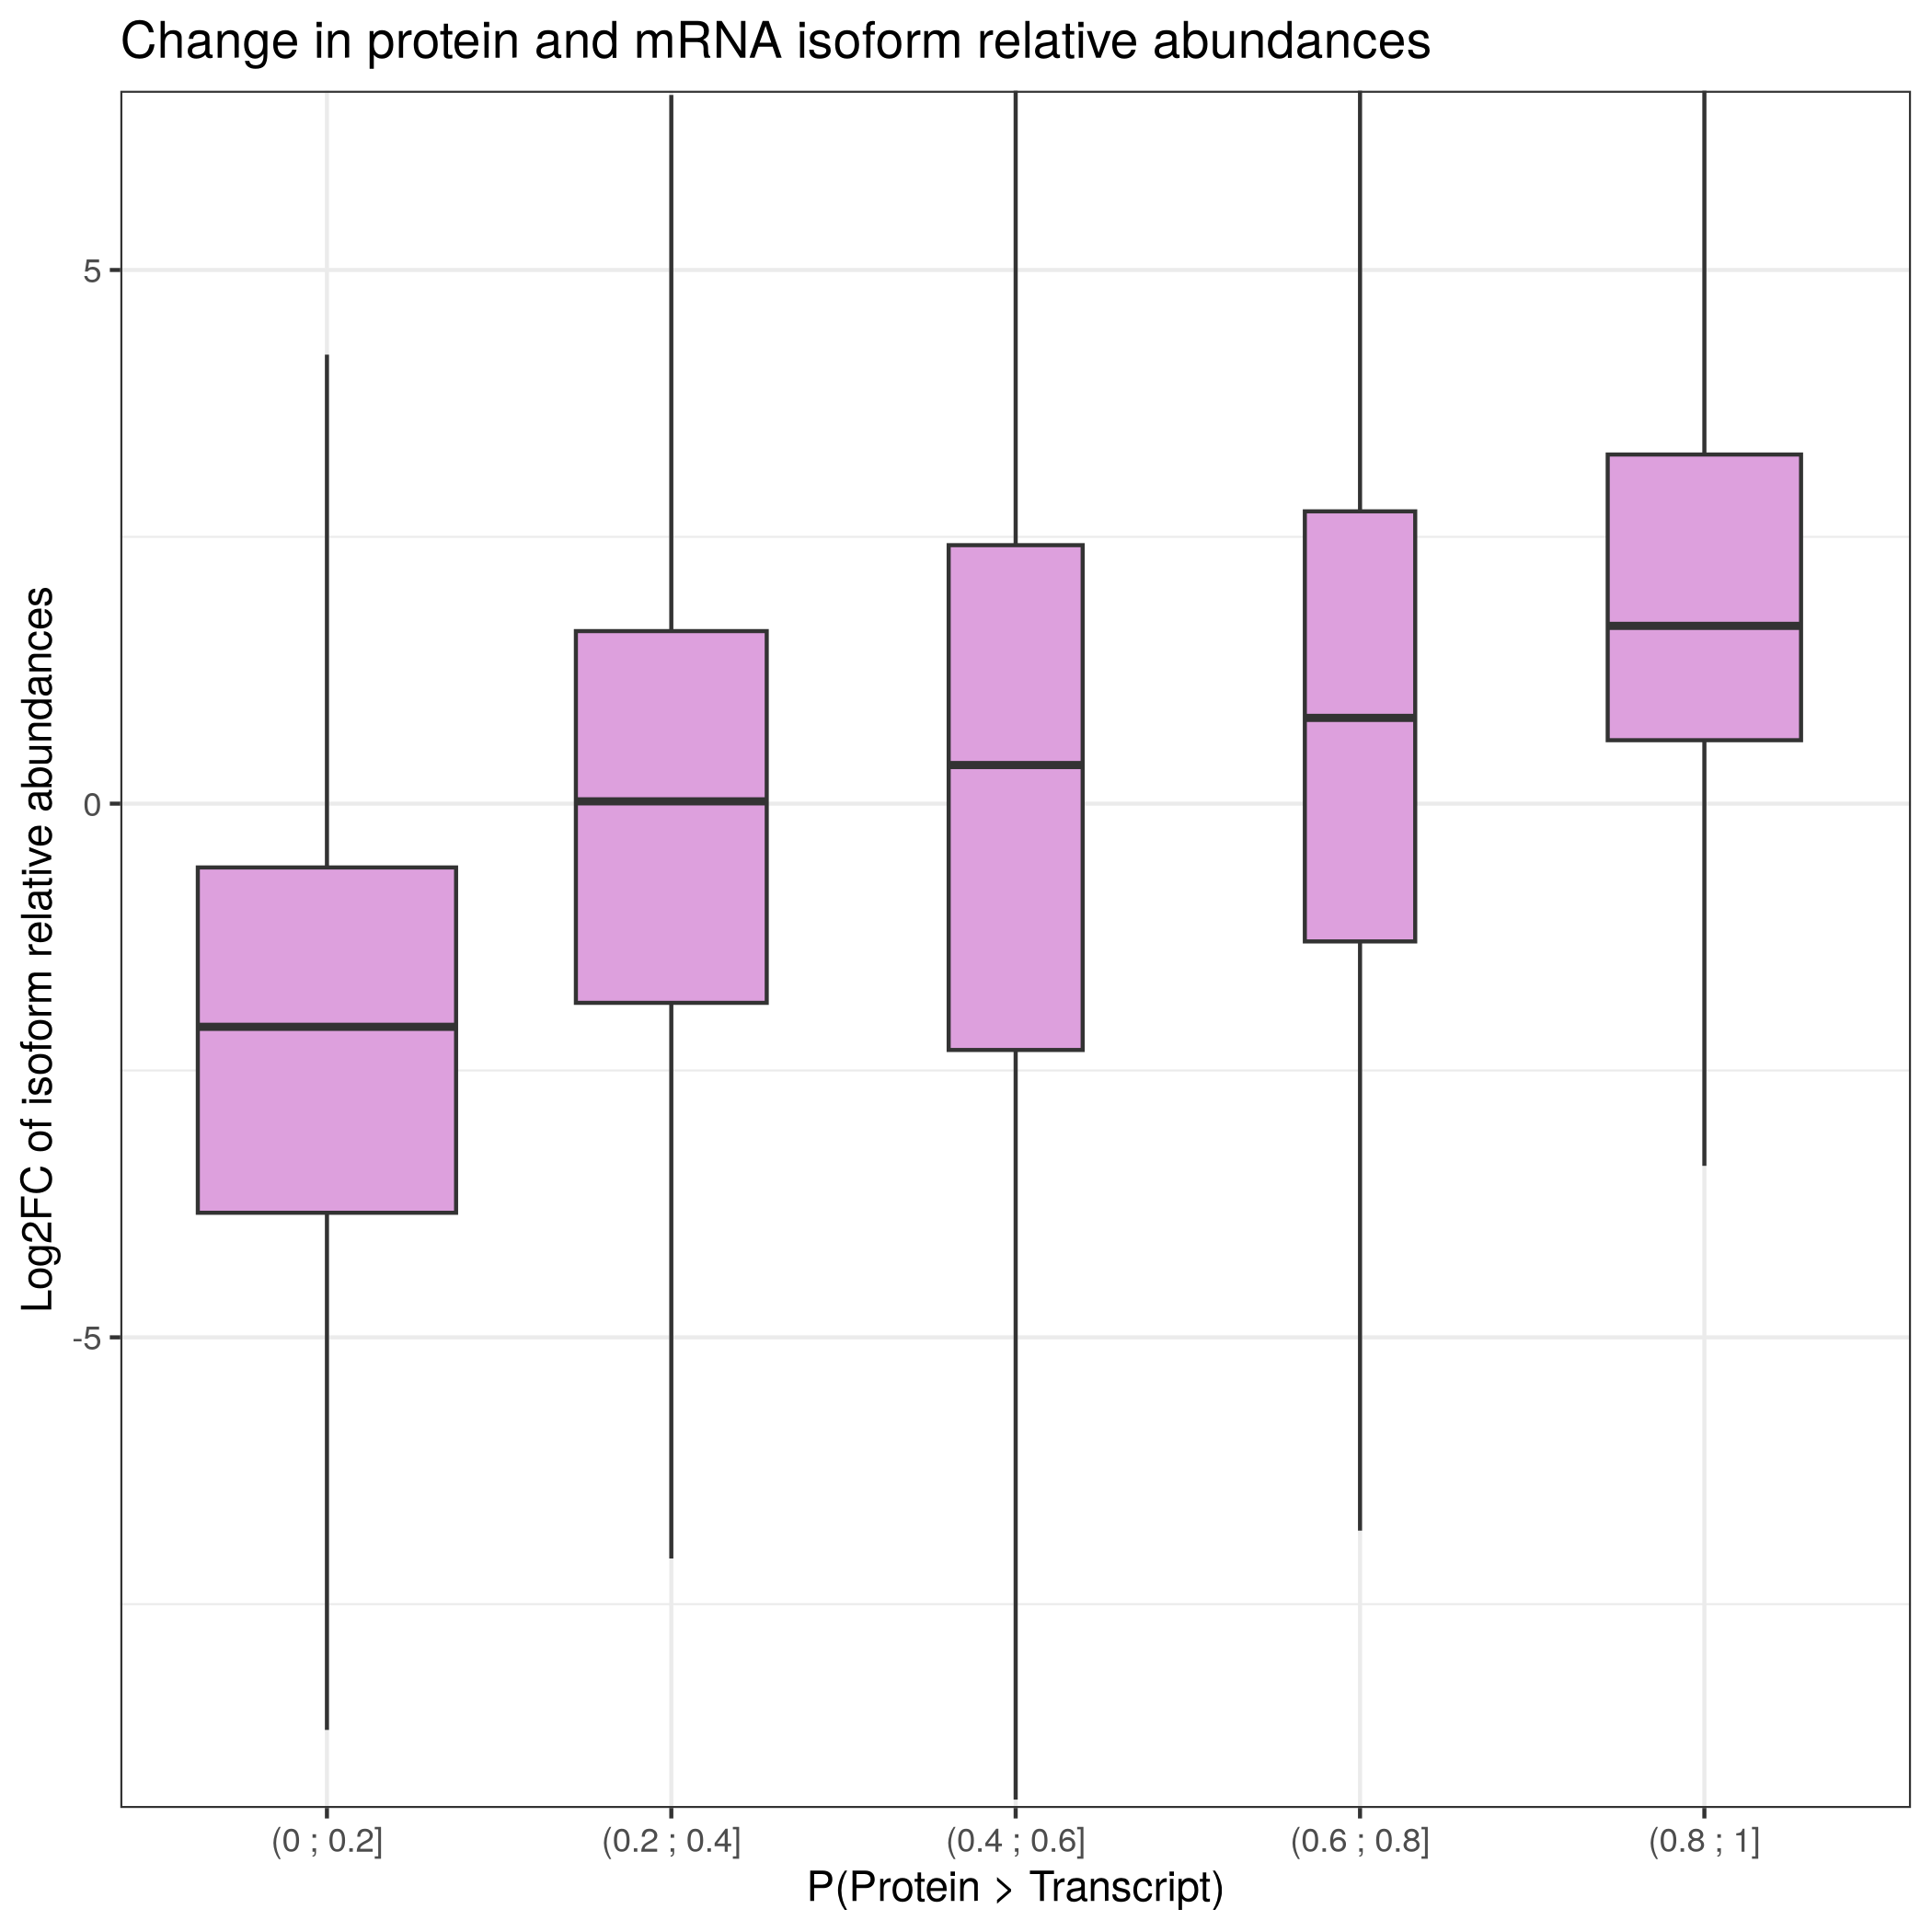 Change in protein and mRNA isoform relative abundances
Log2FC of isoform relative abundances
5
0
-5
(0 ; 0.2]
(0.2 ; 0.4]
(0.4 ; 0.6]
(0.6 ; 0.8]
(0.8 ; 1]
P(Protein > Transcript)